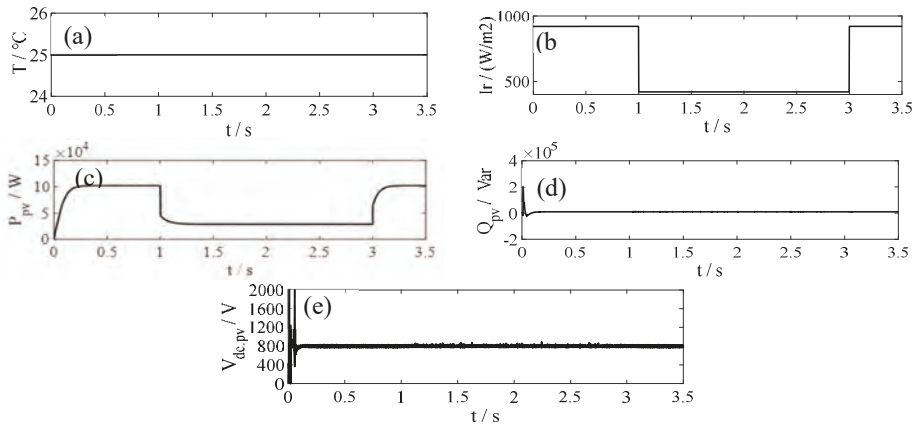 26
(a)
T / °C
25
24
0 0.5 1 1.5 2 2.5 3 3.5
t / s
1000
(b
Ir / (W/m2)
500
0 0.5 1 1.5 2 2.5 3 3.5
t / s
×10⁴
15
(c)
P_pv / W
10
5
0
0 0.5 1 1.5 2 2.5 3 3.5
t / s
×10⁵
4
(d)
Q_pv / Var
2
0
-2
0 0.5 1 1.5 2 2.5 3 3.5
t / s
2000
(e)
V_dc.pv / V
1600
1200
800
400
0
0 0.5 1 1.5 2 2.5 3 3.5
t / s